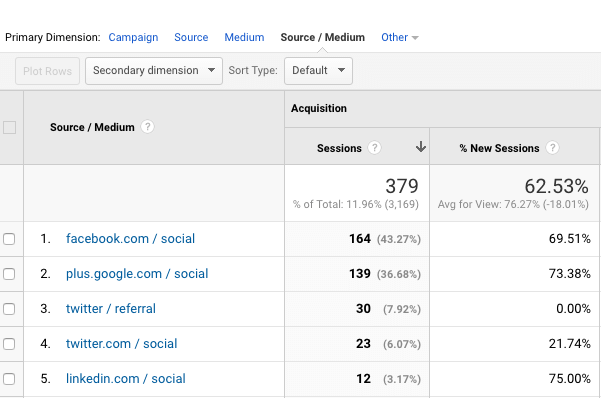 Primary Dimension: Campaign Source Medium Source / Medium Other
Plot Rows Secondary dimension Sort Type: Default
Acquisition
Source / Medium ? Sessions ? % New Sessions ?
379 62.53%
% of Total: 11.96% (3,169) Avg for View: 76.27% (-18.01%)
1. facebook.com / social 164 (43.27%) 69.51%
2. plus.google.com / social 139 (36.68%) 73.38%
3. twitter / referral 30 (7.92%) 0.00%
4. twitter.com / social 23 (6.07%) 21.74%
5. linkedin.com / social 12 (3.17%) 75.00%